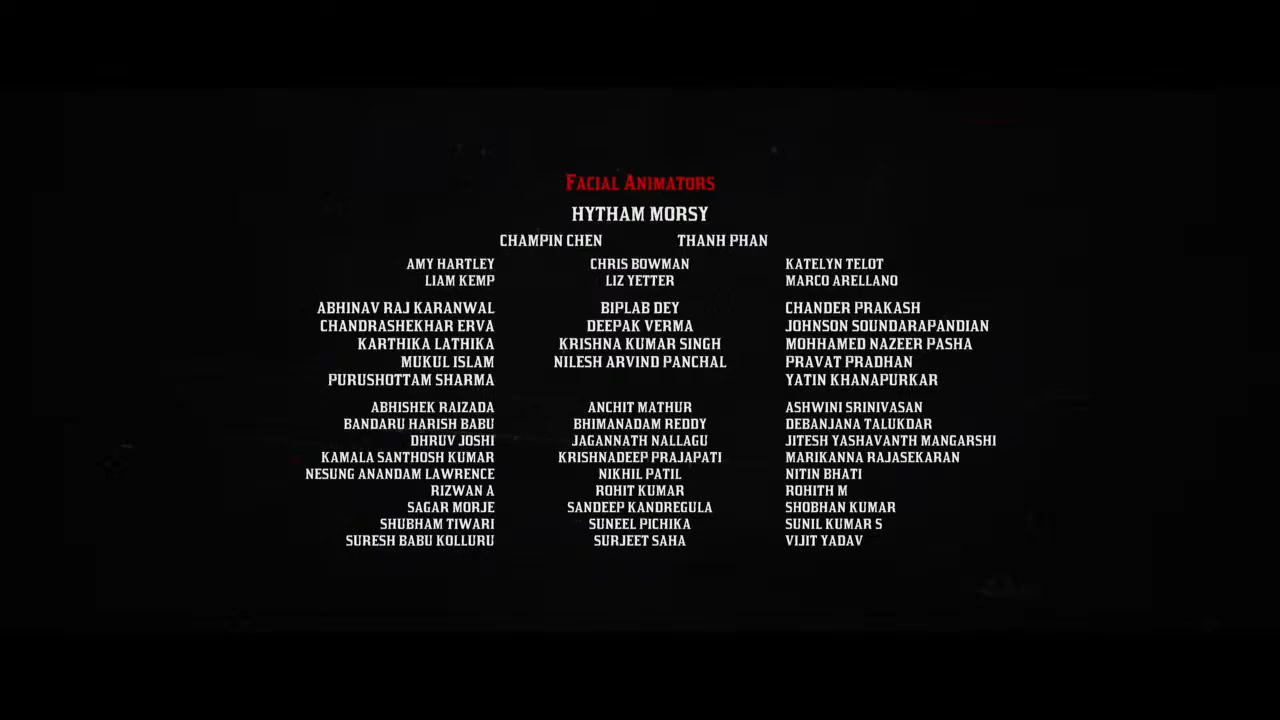 FACIAL ANIMATORS
HYTHAM MORSY
CHAMPIN CHEN THANH PHAN
AMY HARTLEY CHRIS BOWMAN KATELYN TELOT
LIAM KEMP LIZ YETTER MARCO ARELLANO
ABHINAV RAJ KARANWAL BIPLAB DEY CHANDER PRAKASH
CHANDRASHEKHAR ERVA DEEPAK VERMA JOHNSON SOUNDARAPANDIAN
KARTHIKA LATHIKA KRISHNA KUMAR SINGH MOHHAMED NAZEER PASHA
MUKUL ISLAM NILESH ARVIND PANCHAL PRAVAT PRADHAN
PURUSHOTTAM SHARMA YATIN KHANAPURKAR
ABHISHEK RAIZADA ANCHIT MATHUR ASHWINI SRINIVASAN
BANDARU HARISH BABU BHIMANADAM REDDY DEBANJANA TALUKDAR
DHRUV JOSHI JAGANNATH NALLAGU JITESH YASHAVANTH MANGARSHI
KAMALA SANTHOSH KUMAR KRISHNADEEP PRAJAPATI MARIKANNA RAJASEKARAN
NESUNG ANANDAM LAWRENCE NIKHIL PATIL NITIN BHATI
RIZWAN A ROHIT KUMAR ROHITH M
SAGAR MORJE SANDEEP KANDREGULA SHOBHAN KUMAR
SHUBHAM TIWARI SUNEEL PICHIKA SUNIL KUMAR S
SURESH BABU KOLLURU SURJEET SAHA VIJIT YADAV